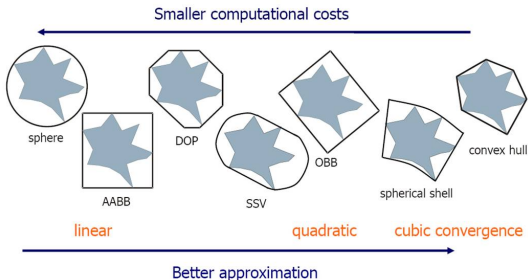 Smaller computational costs
sphere
AABB
DOP
SSV
OBB
spherical shell
convex hull
linear
quadratic
cubic convergence
Better approximation